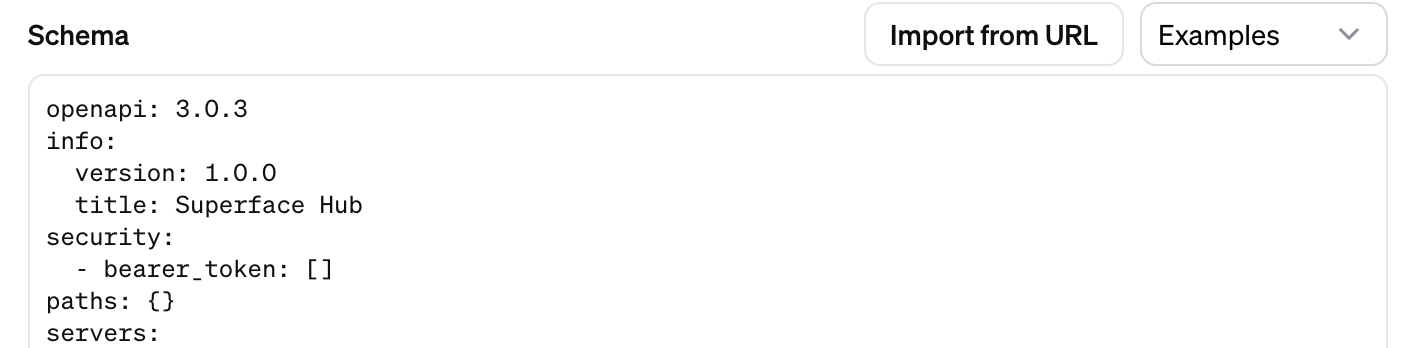 Schema
Import from URL
Examples
openapi: 3.0.3
info:
  version: 1.0.0
  title: Superface Hub
security:
  - bearer_token: []
paths: {}
servers: